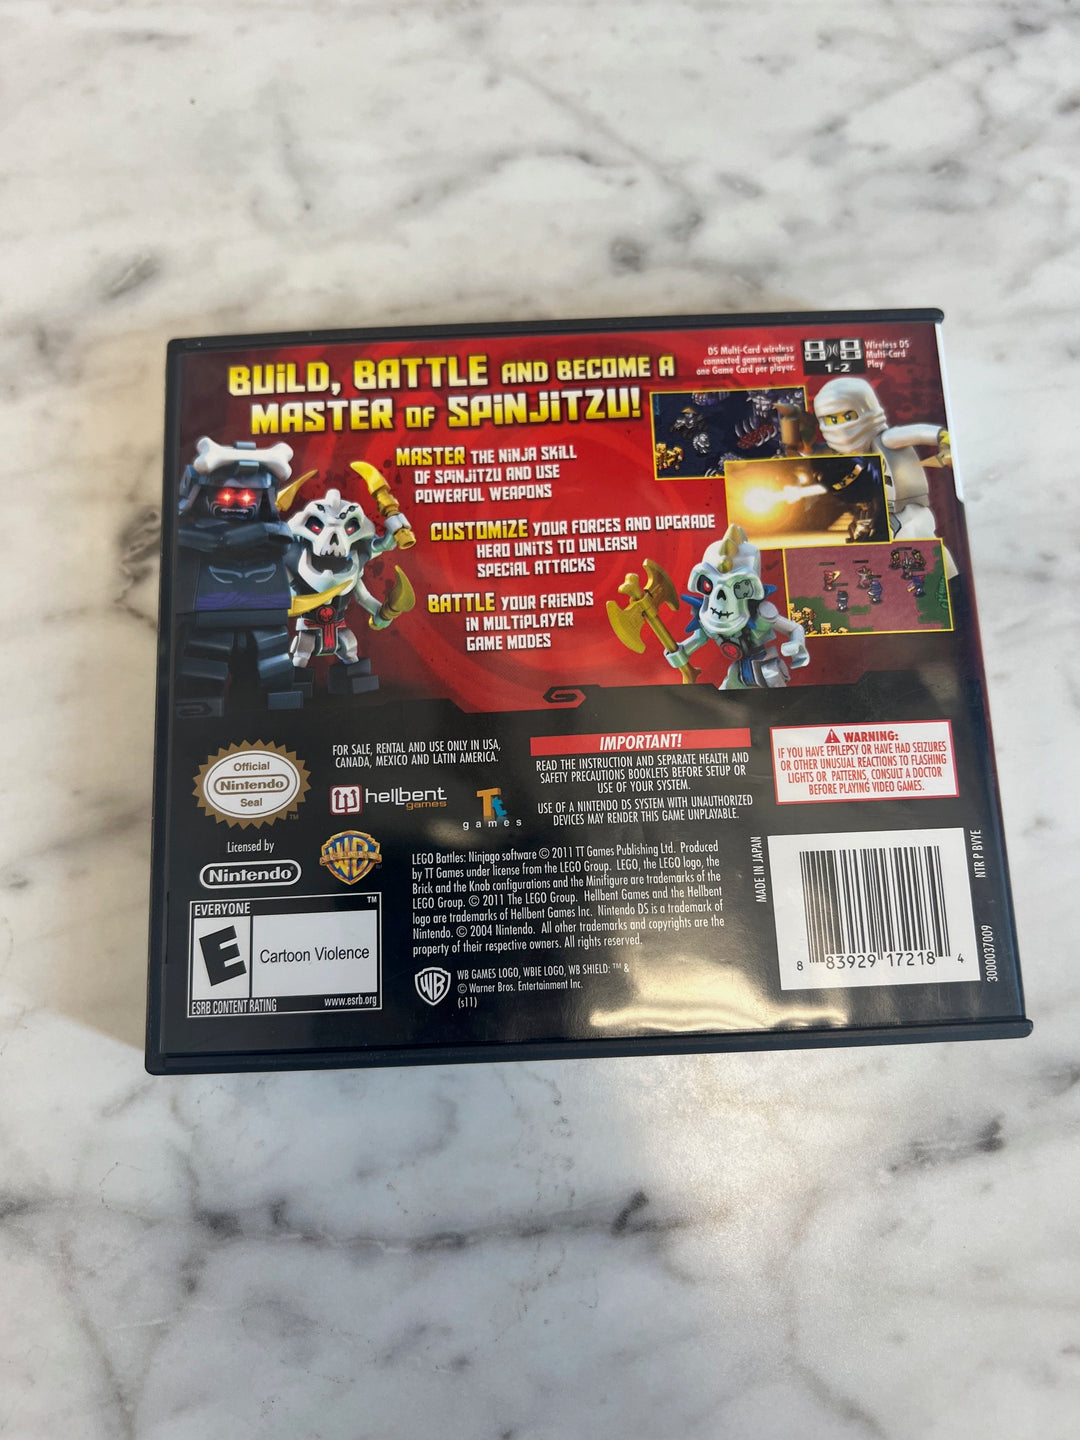 BUILD, BATTLE AND BECOME A
MASTER OF SPINJITZU!
DS Multi-Card wireless
connected games require
one Game Card per player.
1-2
Wireless DS
Multi-Card
Play
MASTER THE NINJA SKILL
OF SPINJITZU AND USE
POWERFUL WEAPONS
CUSTOMIZE YOUR FORCES AND UPGRADE
HERO UNITS TO UNLEASH
SPECIAL ATTACKS
BATTLE YOUR FRIENDS
IN MULTIPLAYER
GAME MODES
Official
Nintendo
Seal
TM
FOR SALE, RENTAL AND USE ONLY IN USA,
CANADA, MEXICO AND LATIN AMERICA.
hellbent
games
Tt
games
IMPORTANT!
READ THE INSTRUCTION AND SEPARATE HEALTH AND
SAFETY PRECAUTIONS BOOKLETS BEFORE SETUP OR
USE OF YOUR SYSTEM.
USE OF A NINTENDO DS SYSTEM WITH UNAUTHORIZED
DEVICES MAY RENDER THIS GAME UNPLAYABLE.
WARNING:
IF YOU HAVE EPILEPSY OR HAVE HAD SEIZURES
OR OTHER UNUSUAL REACTIONS TO FLASHING
LIGHTS OR PATTERNS, CONSULT A DOCTOR
BEFORE PLAYING VIDEO GAMES.
Licensed by
Nintendo®
WB
EVERYONE
TM
E
Cartoon Violence
ESRB CONTENT RATING
www.esrb.org
LEGO Battles: Ninjago software © 2011 TT Games Publishing Ltd. Produced
by TT Games under license from the LEGO Group. LEGO, the LEGO logo, the
Brick and the Knob configurations and the Minifigure are trademarks of the
LEGO Group. © 2011 The LEGO Group. Hellbent Games and the Hellbent
logo are trademarks of Hellbent Games Inc. Nintendo DS is a trademark of
Nintendo. © 2004 Nintendo. All other trademarks and copyrights are the
property of their respective owners. All rights reserved.
WB
WB GAMES LOGO, WBIE LOGO, WB SHIELD: ™ &
© Warner Bros. Entertainment Inc.
(s11)
MADE IN JAPAN
8 83929 17218 4
NTR P BVYE
3000037009